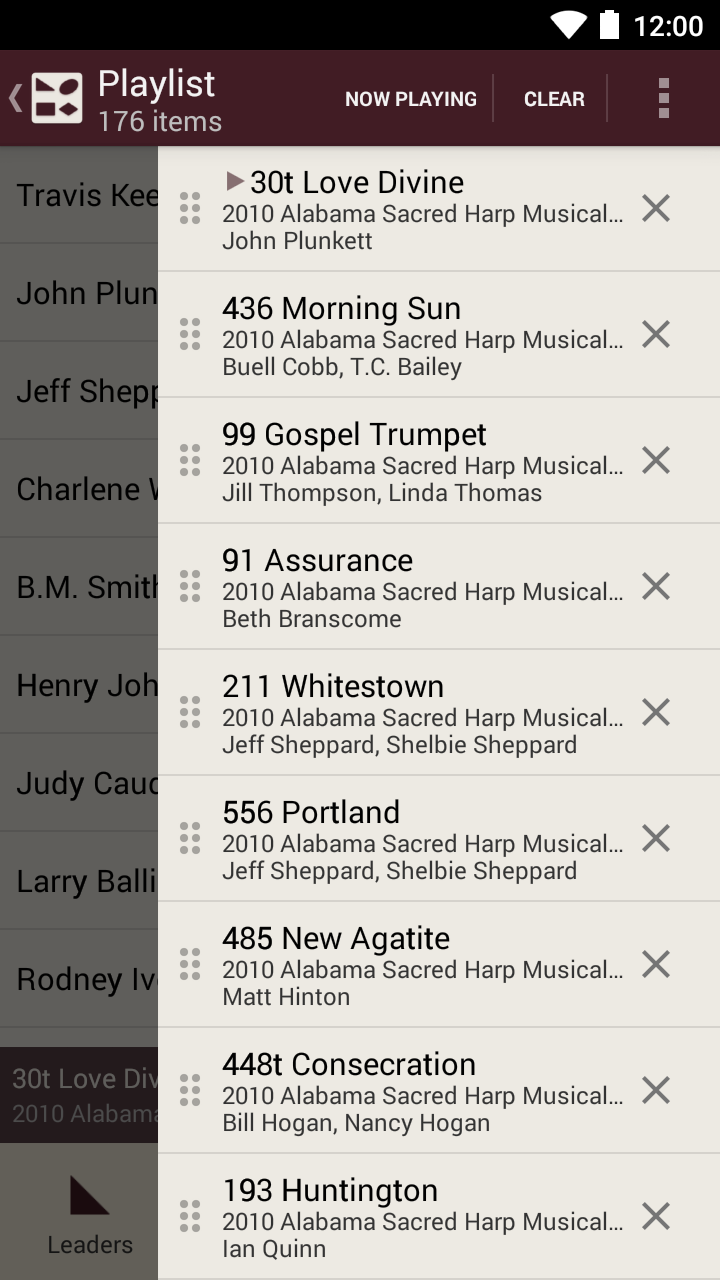 12:00
Playlist
176 items
NOW PLAYING
CLEAR
Travis Kee
John Plun
Jeff Shepp
Charlene
B.M. Smith
Henry Joh
Judy Cauc
Larry Balli
Rodney Iv
30t Love Div
2010 Alabama
Leaders
30t Love Divine
2010 Alabama Sacred Harp Musical...
John Plunkett
436 Morning Sun
2010 Alabama Sacred Harp Musical...
Buell Cobb, T.C. Bailey
99 Gospel Trumpet
2010 Alabama Sacred Harp Musical...
Jill Thompson, Linda Thomas
91 Assurance
2010 Alabama Sacred Harp Musical...
Beth Branscome
211 Whitestown
2010 Alabama Sacred Harp Musical...
Jeff Sheppard, Shelbie Sheppard
556 Portland
2010 Alabama Sacred Harp Musical...
Jeff Sheppard, Shelbie Sheppard
485 New Agatite
2010 Alabama Sacred Harp Musical...
Matt Hinton
448t Consecration
2010 Alabama Sacred Harp Musical...
Bill Hogan, Nancy Hogan
193 Huntington
2010 Alabama Sacred Harp Musical...
Ian Quinn